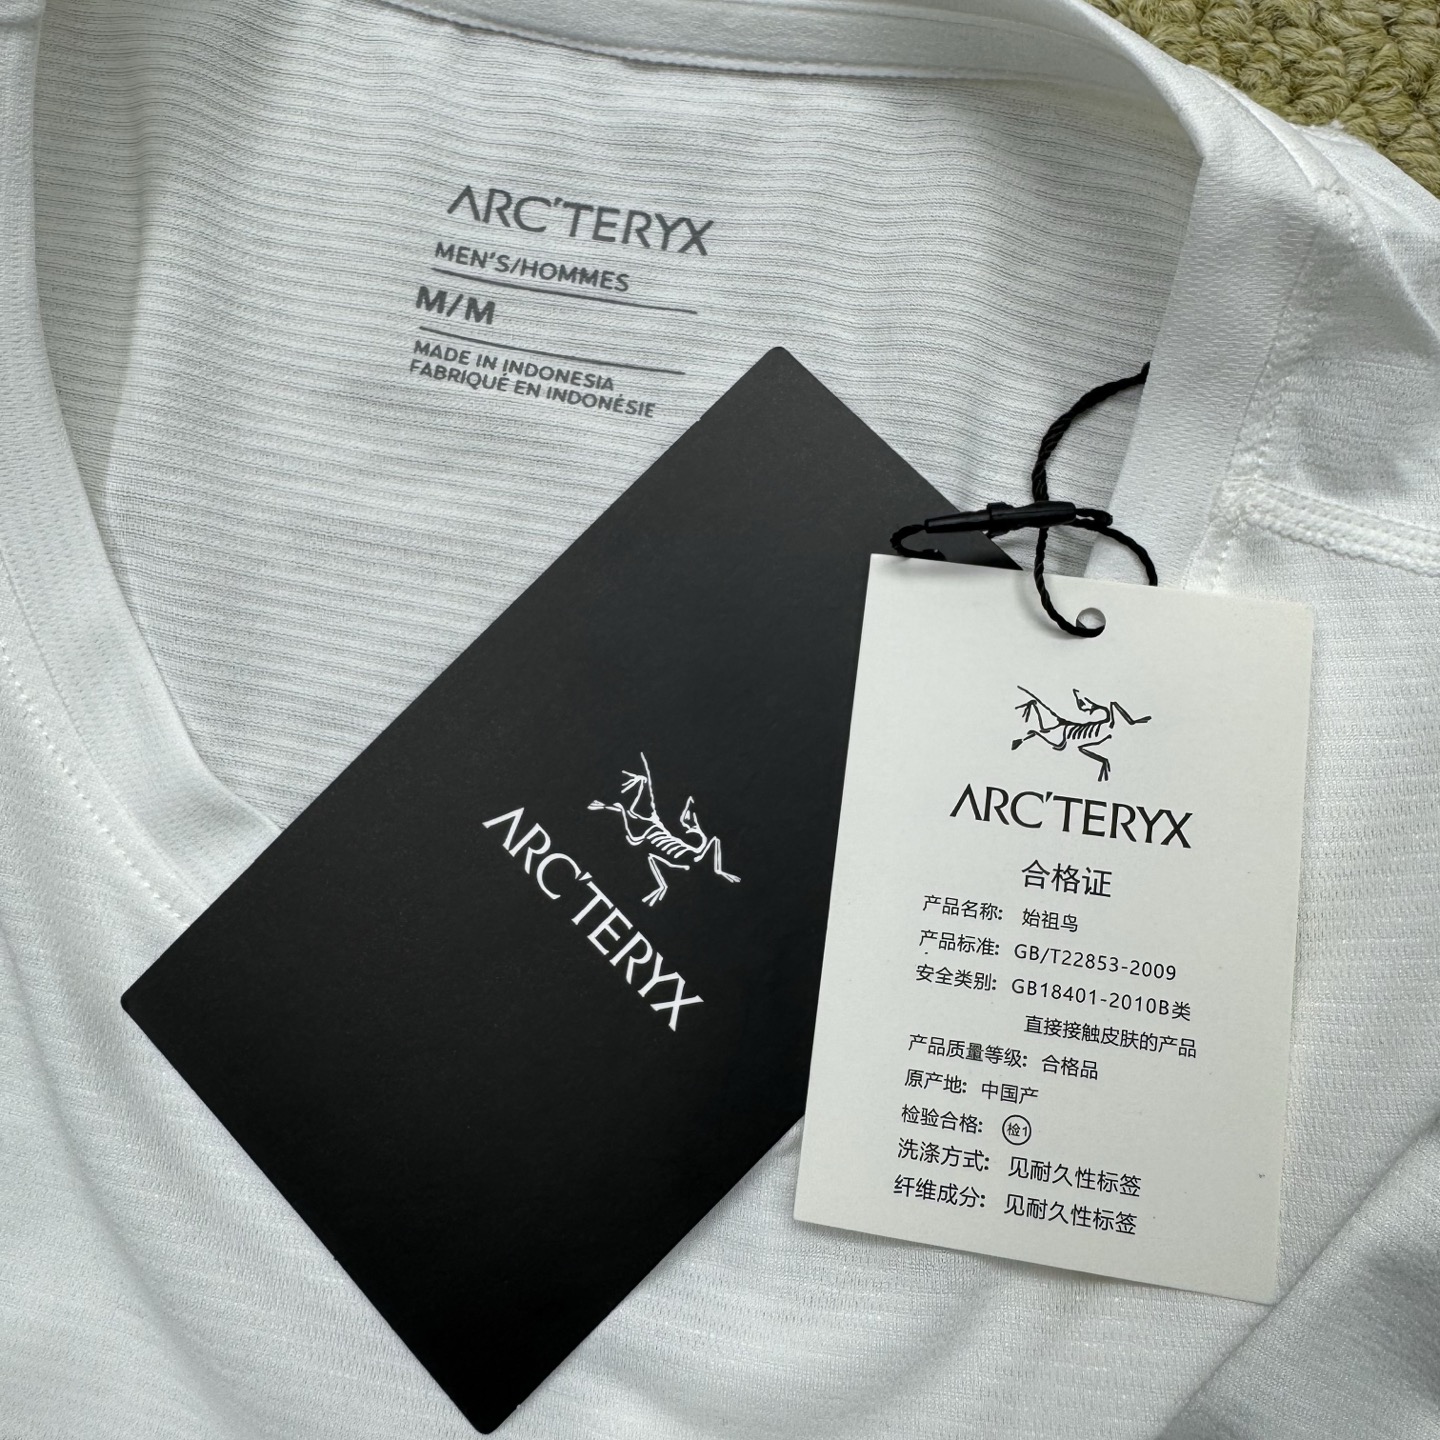 ARC'TERYX
MEN'S/HOMMES
M/M
MADE IN INDONESIA
FABRIQUÉ EN INDONÉSIE
ARC'TERYX
ARC'TERYX
合格证
产品名称: 始祖鸟
产品标准: GB/T22853-2009
安全类别: GB18401-2010B类
直接接触皮肤的产品
产品质量等级: 合格品
原产地: 中国产
检验合格: 检1
洗涤方式: 见耐久性标签
纤维成分: 见耐久性标签